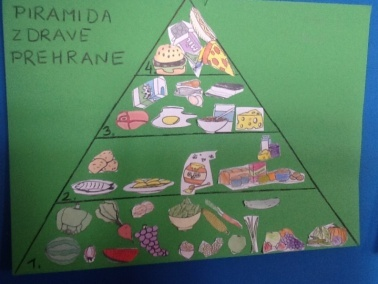 PIRAMIDA
ZDRAVE
PREHRANE
4.
3.
2.
1.